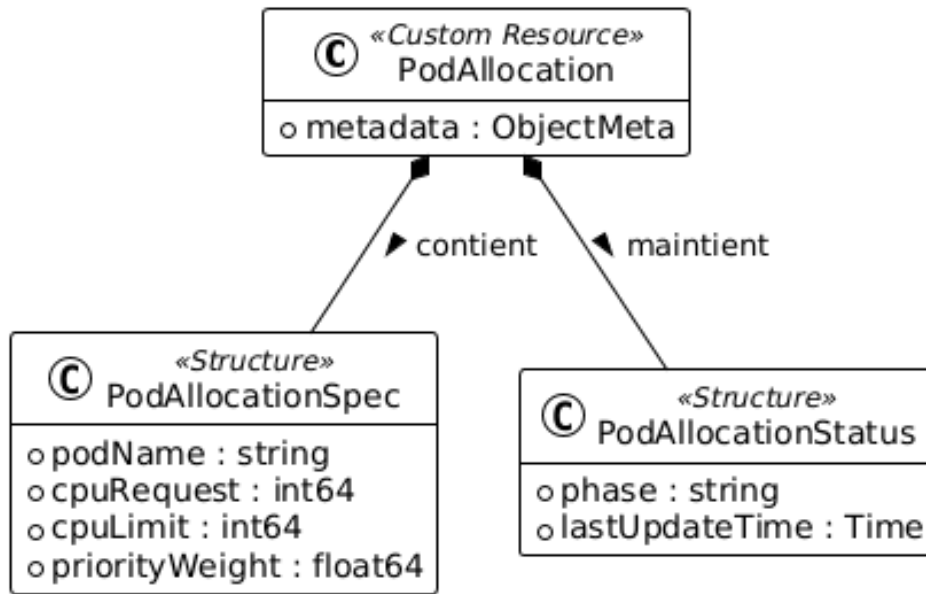 «Custom Resource»
C PodAllocation
metadata : ObjectMeta
contient
maintient
«Structure»
C PodAllocationSpec
podName : string
cpuRequest : int64
cpuLimit : int64
priorityWeight : float64
«Structure»
C PodAllocationStatus
phase : string
lastUpdateTime : Time